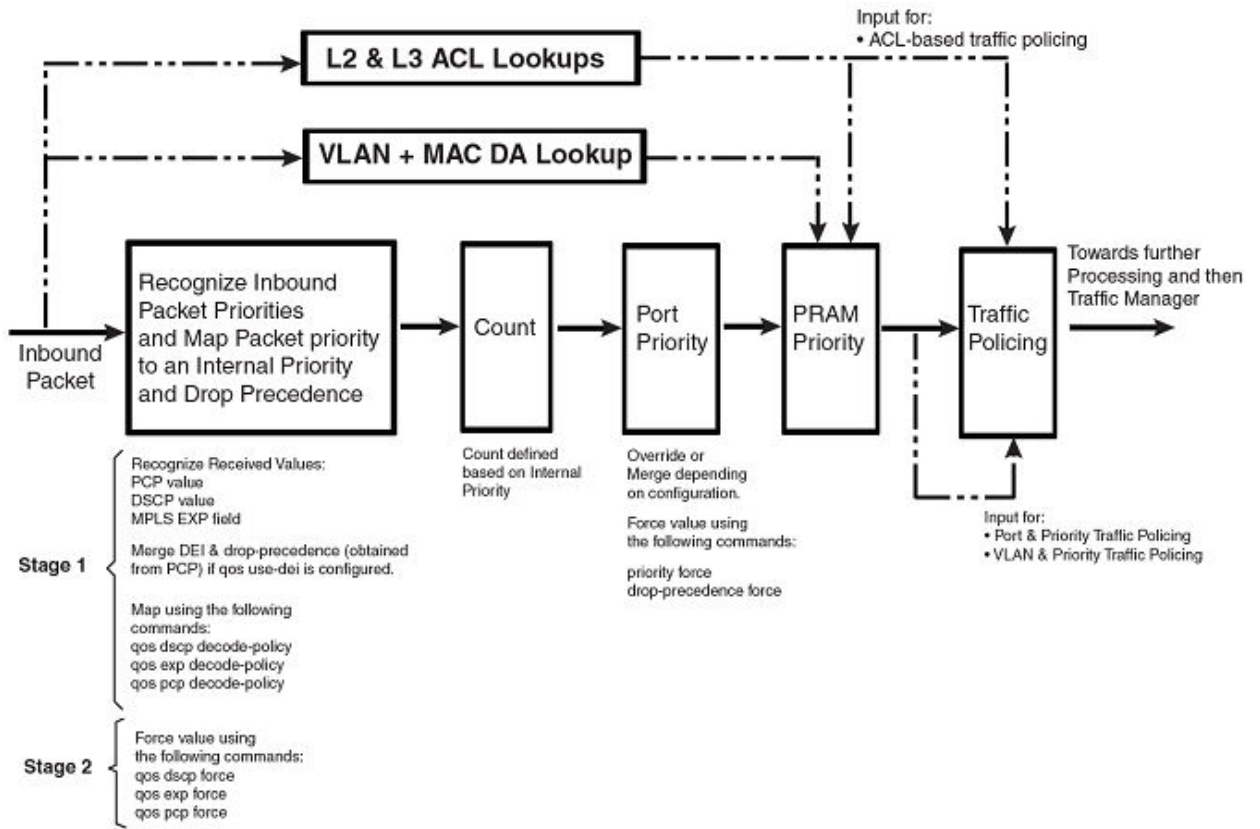 Input for:
• ACL-based traffic policing
L2 & L3 ACL Lookups
VLAN + MAC DA Lookup
Inbound
Packet
Recognize Inbound
Packet Priorities
and Map Packet priority
to an Internal Priority
and Drop Precedence
Count
Port
Priority
PRAM
Priority
Traffic
Policing
Towards further
Processing and then
Traffic Manager
Stage 1
Recognize Received Values:
PCP value
DSCP value
MPLS EXP field
Merge DEI & drop-precedence (obtained
from PCP) if qos use-dei is configured.
Map using the following
commands:
qos dscp decode-policy
qos exp decode-policy
qos pcp decode-policy
Stage 2
Force value using
the following commands:
qos dscp force
qos exp force
qos pcp force
Count defined
based on Internal
Priority
Override or
Merge depending
on configuration.
Force value using
the following commands:
priority force
drop-precedence force
Input for:
• Port & Priority Traffic Policing
• VLAN & Priority Traffic Policing